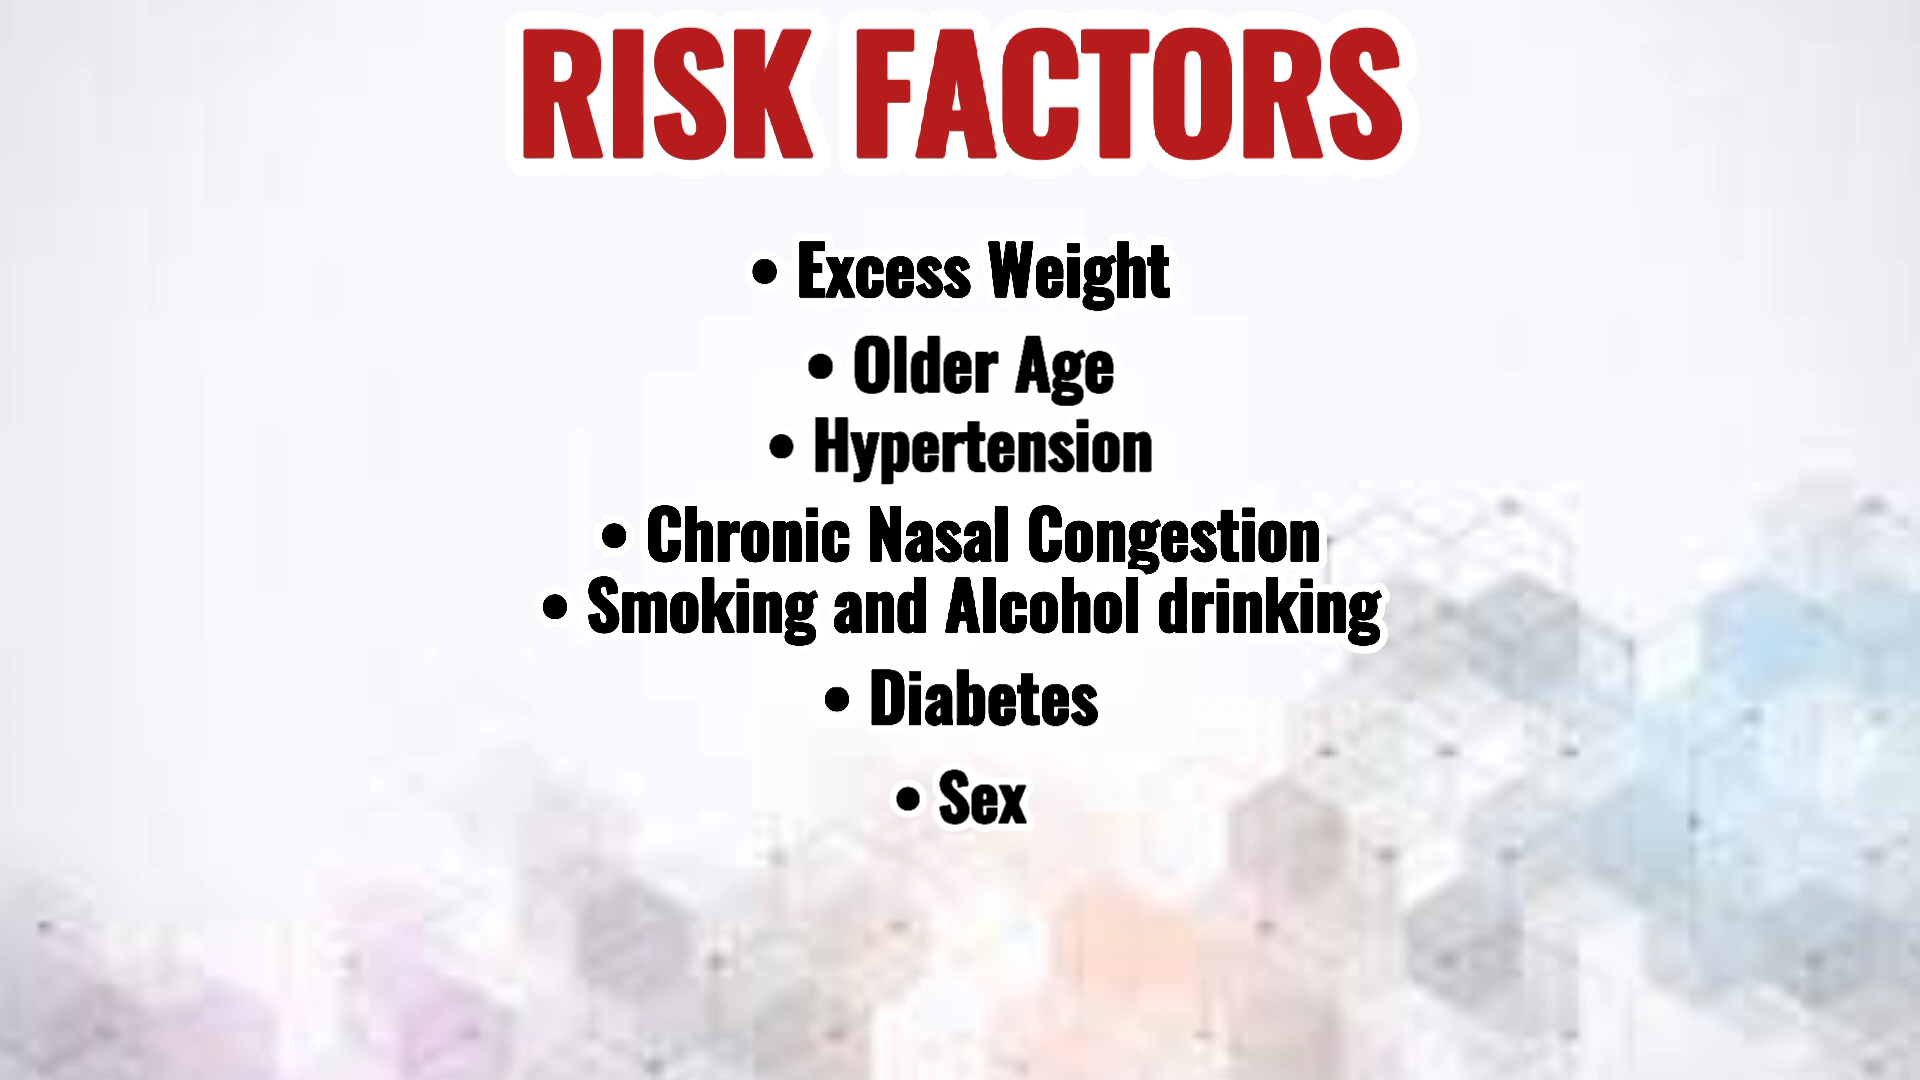 RISK FACTORS
• Excess Weight
• Older Age
• Hypertension
• Chronic Nasal Congestion
• Smoking and Alcohol drinking
• Diabetes
• Sex